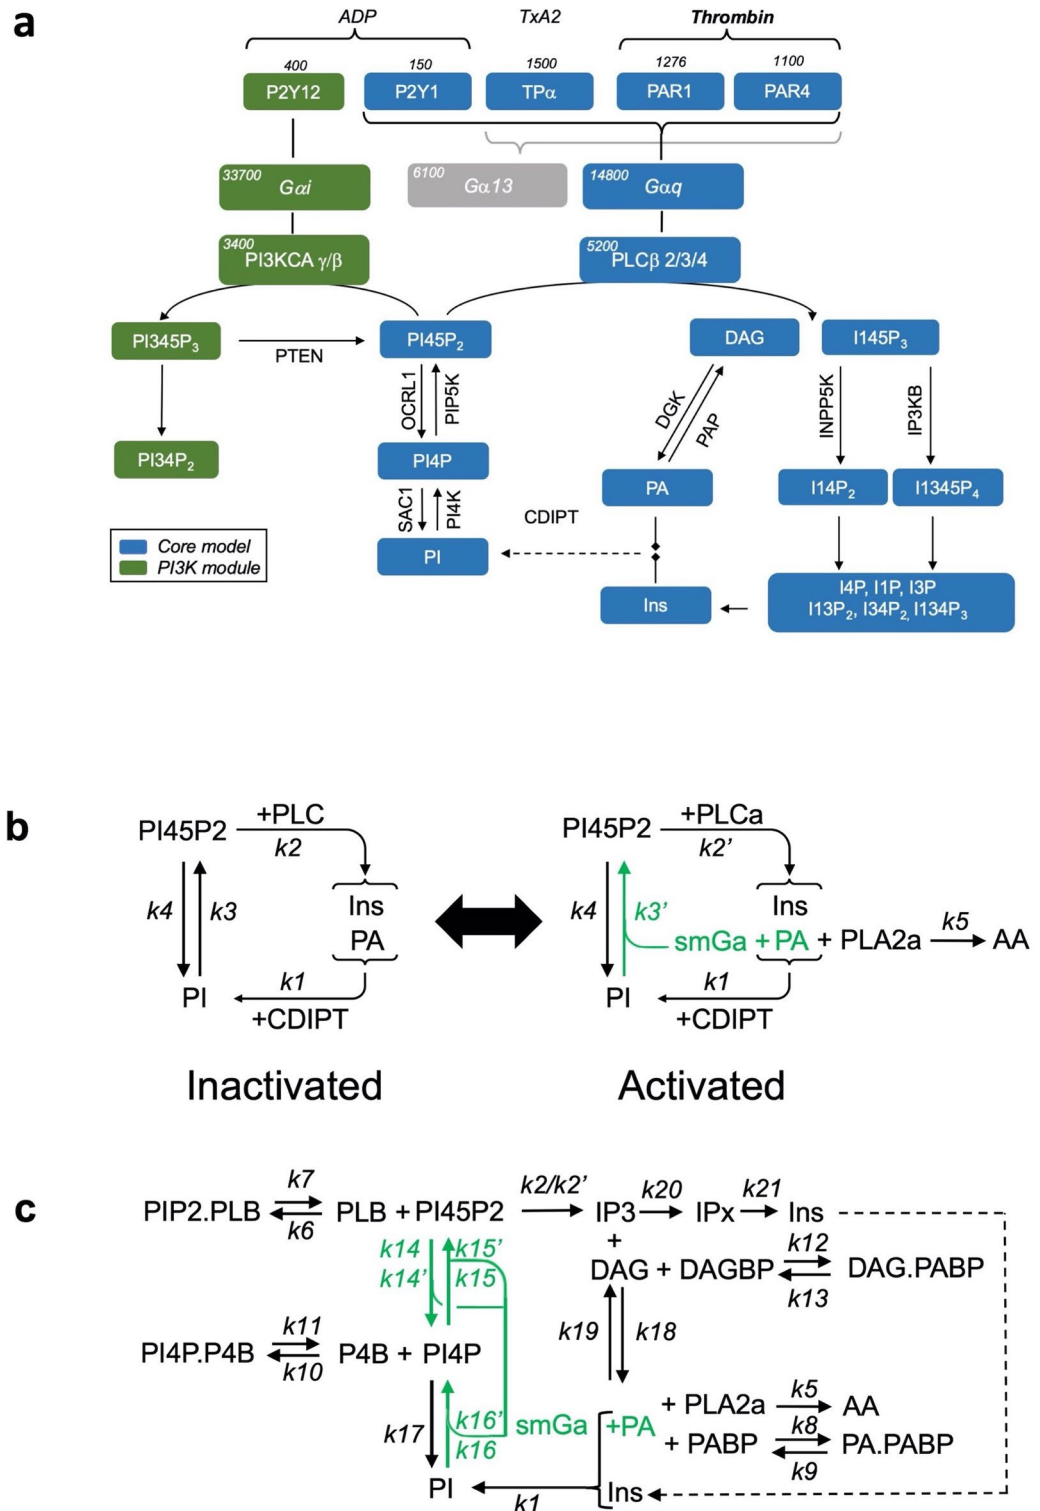 a
ADP TxA2 Thrombin
400 150 1500 1276 1100
P2Y12 P2Y1 TPα PAR1 PAR4
33700 Gαi 6100 Gα13 14800 Gαq
3400 PI3KCA γ/β 5200 PLCβ 2/3/4
PI345P3 PTEN PI45P2 DAG I145P3
OCRL1 PIP5K DGK PAP INPP5K IP3KB
PI34P2 PI4P PA I14P2 I1345P4
SAC1 PI4K CDIPT
Core model
PI3K module
PI Ins
I4P, I1P, I3P
I13P2, I34P2, I134P3
b
PI45P2 +PLC
k2
k4 k3
Ins
PA
PI k1
+CDIPT
Inactivated
PI45P2 +PLCa
k2'
k4 k3'
Ins
smGa + PA + PLA2a k5 AA
PI k1
+CDIPT
Activated
c
k7 k2/k2' k20 k21
PIP2.PLB PLB + PI45P2 IP3 IPx Ins
k6
k14 k15' + k12
k14' k15 DAG + DAGBP DAG.PABP
k13
k11 k19 k18
PI4P.P4B P4B + PI4P
k10
k5
+ PLA2a AA
k17 k16' smGa +PA k8
k16 + PABP PA.PABP
k9
PI k1 Ins